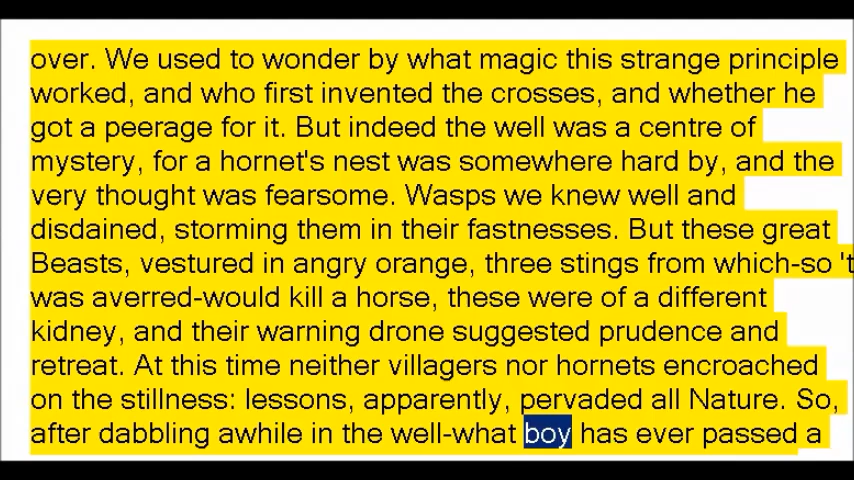 over. We used to wonder by what magic this strange principle
worked, and who first invented the crosses, and whether he
got a peerage for it. But indeed the well was a centre of
mystery, for a hornet's nest was somewhere hard by, and the
very thought was fearsome. Wasps we knew well and
disdained, storming them in their fastnesses. But these great
Beasts, vestured in angry orange, three stings from which-so 't
was averred-would kill a horse, these were of a different
kidney, and their warning drone suggested prudence and
retreat. At this time neither villagers nor hornets encroached
on the stillness: lessons, apparently, pervaded all Nature. So,
after dabbling awhile in the well-what boy has ever passed a